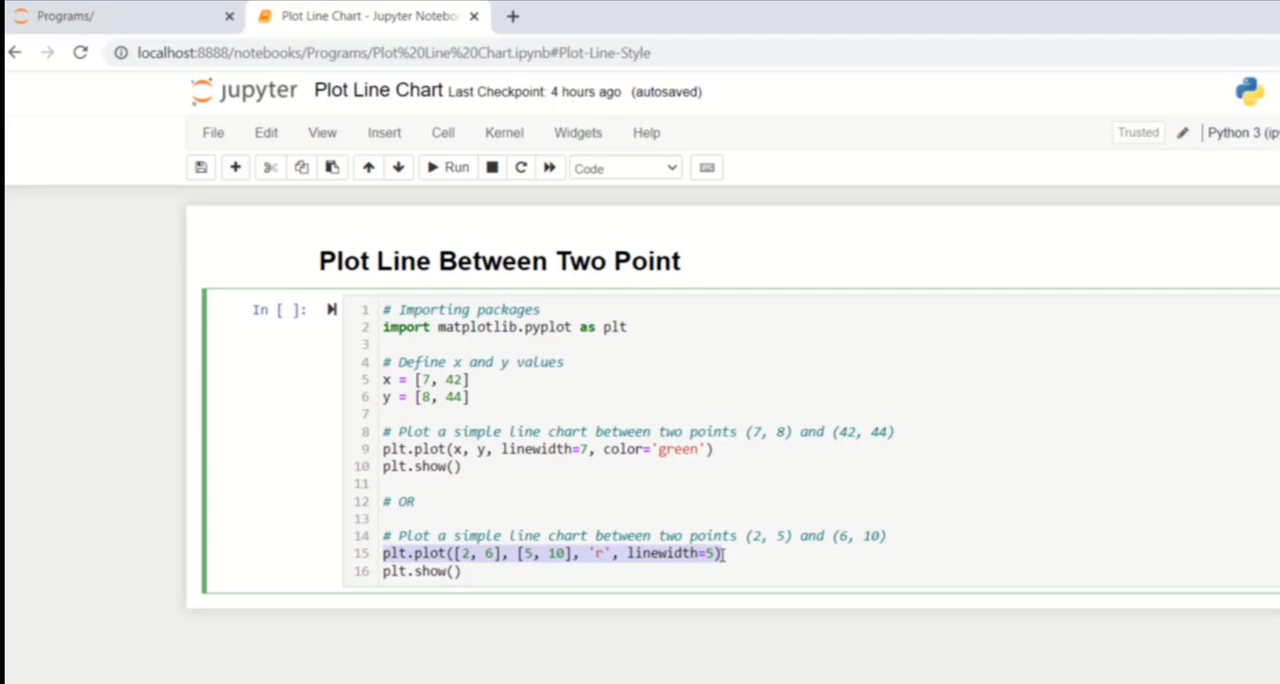 Programs/
Plot Line Chart - Jupyter Notebo
localhost:8888/notebooks/Programs/Plot%20Line%20Chart.ipynb#Plot-Line-Style
jupyter Plot Line Chart Last Checkpoint: 4 hours ago (autosaved)
File Edit View Insert Cell Kernel Widgets Help Trusted Python 3 (ip
Run Code
Plot Line Between Two Point
In [ ]:
1 # Importing packages
2 import matplotlib.pyplot as plt
3
4 # Define x and y values
5 x = [7, 42]
6 y = [8, 44]
7
8 # Plot a simple line chart between two points (7, 8) and (42, 44)
9 plt.plot(x, y, linewidth=7, color='green')
10 plt.show()
11
12 # OR
13
14 # Plot a simple line chart between two points (2, 5) and (6, 10)
15 plt.plot([2, 6], [5, 10], 'r', linewidth=5)
16 plt.show()